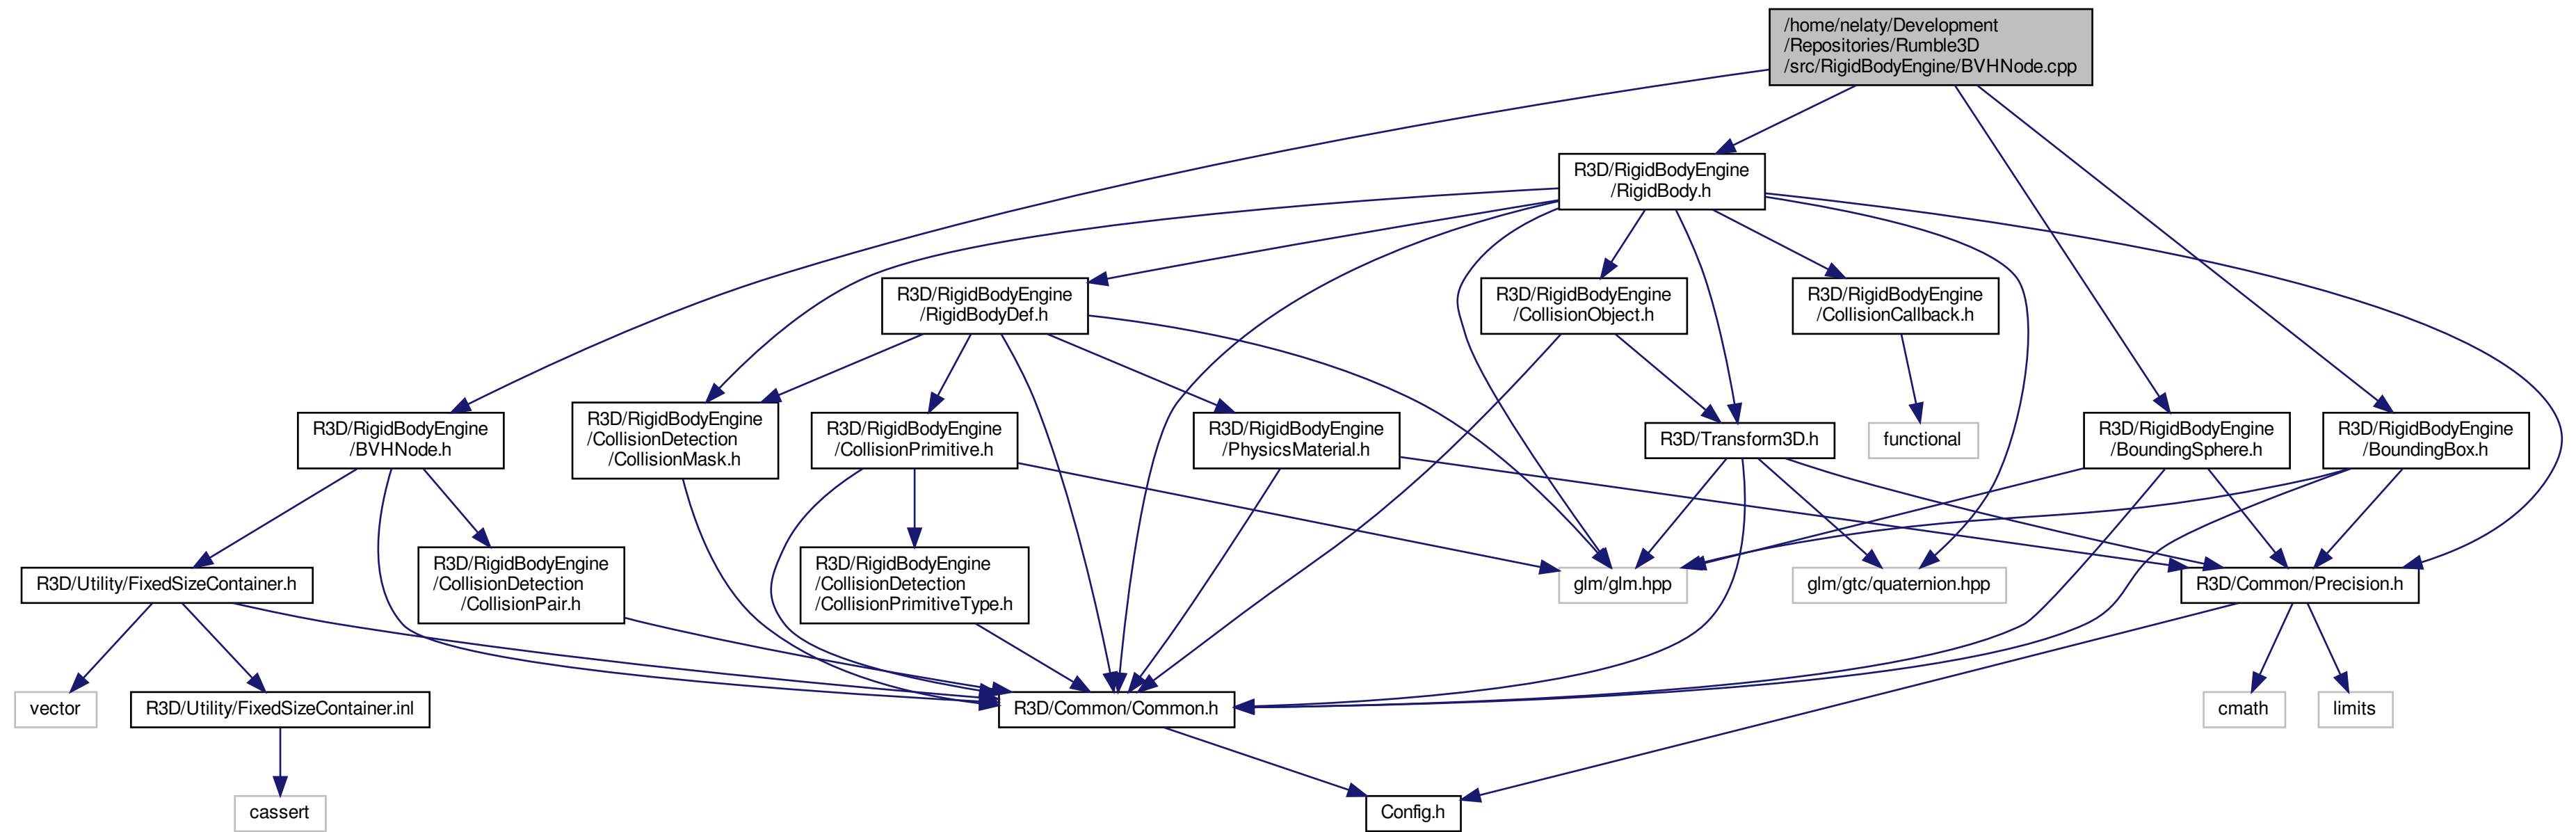 /home/nelaty/Development
/Repositories/Rumble3D
/src/RigidBodyEngine/BVHNode.cpp
R3D/RigidBodyEngine
/RigidBody.h
R3D/RigidBodyEngine
/RigidBodyDef.h
R3D/RigidBodyEngine
/CollisionObject.h
R3D/RigidBodyEngine
/CollisionCallback.h
R3D/RigidBodyEngine
/BVHNode.h
R3D/RigidBodyEngine
/CollisionDetection
/CollisionMask.h
R3D/RigidBodyEngine
/CollisionPrimitive.h
R3D/RigidBodyEngine
/PhysicsMaterial.h
R3D/Transform3D.h
functional
R3D/RigidBodyEngine
/BoundingSphere.h
R3D/RigidBodyEngine
/BoundingBox.h
R3D/Utility/FixedSizeContainer.h
R3D/RigidBodyEngine
/CollisionDetection
/CollisionPair.h
R3D/RigidBodyEngine
/CollisionDetection
/CollisionPrimitiveType.h
glm/glm.hpp
glm/gtc/quaternion.hpp
R3D/Common/Precision.h
vector
R3D/Utility/FixedSizeContainer.inl
R3D/Common/Common.h
cmath
limits
cassert
Config.h